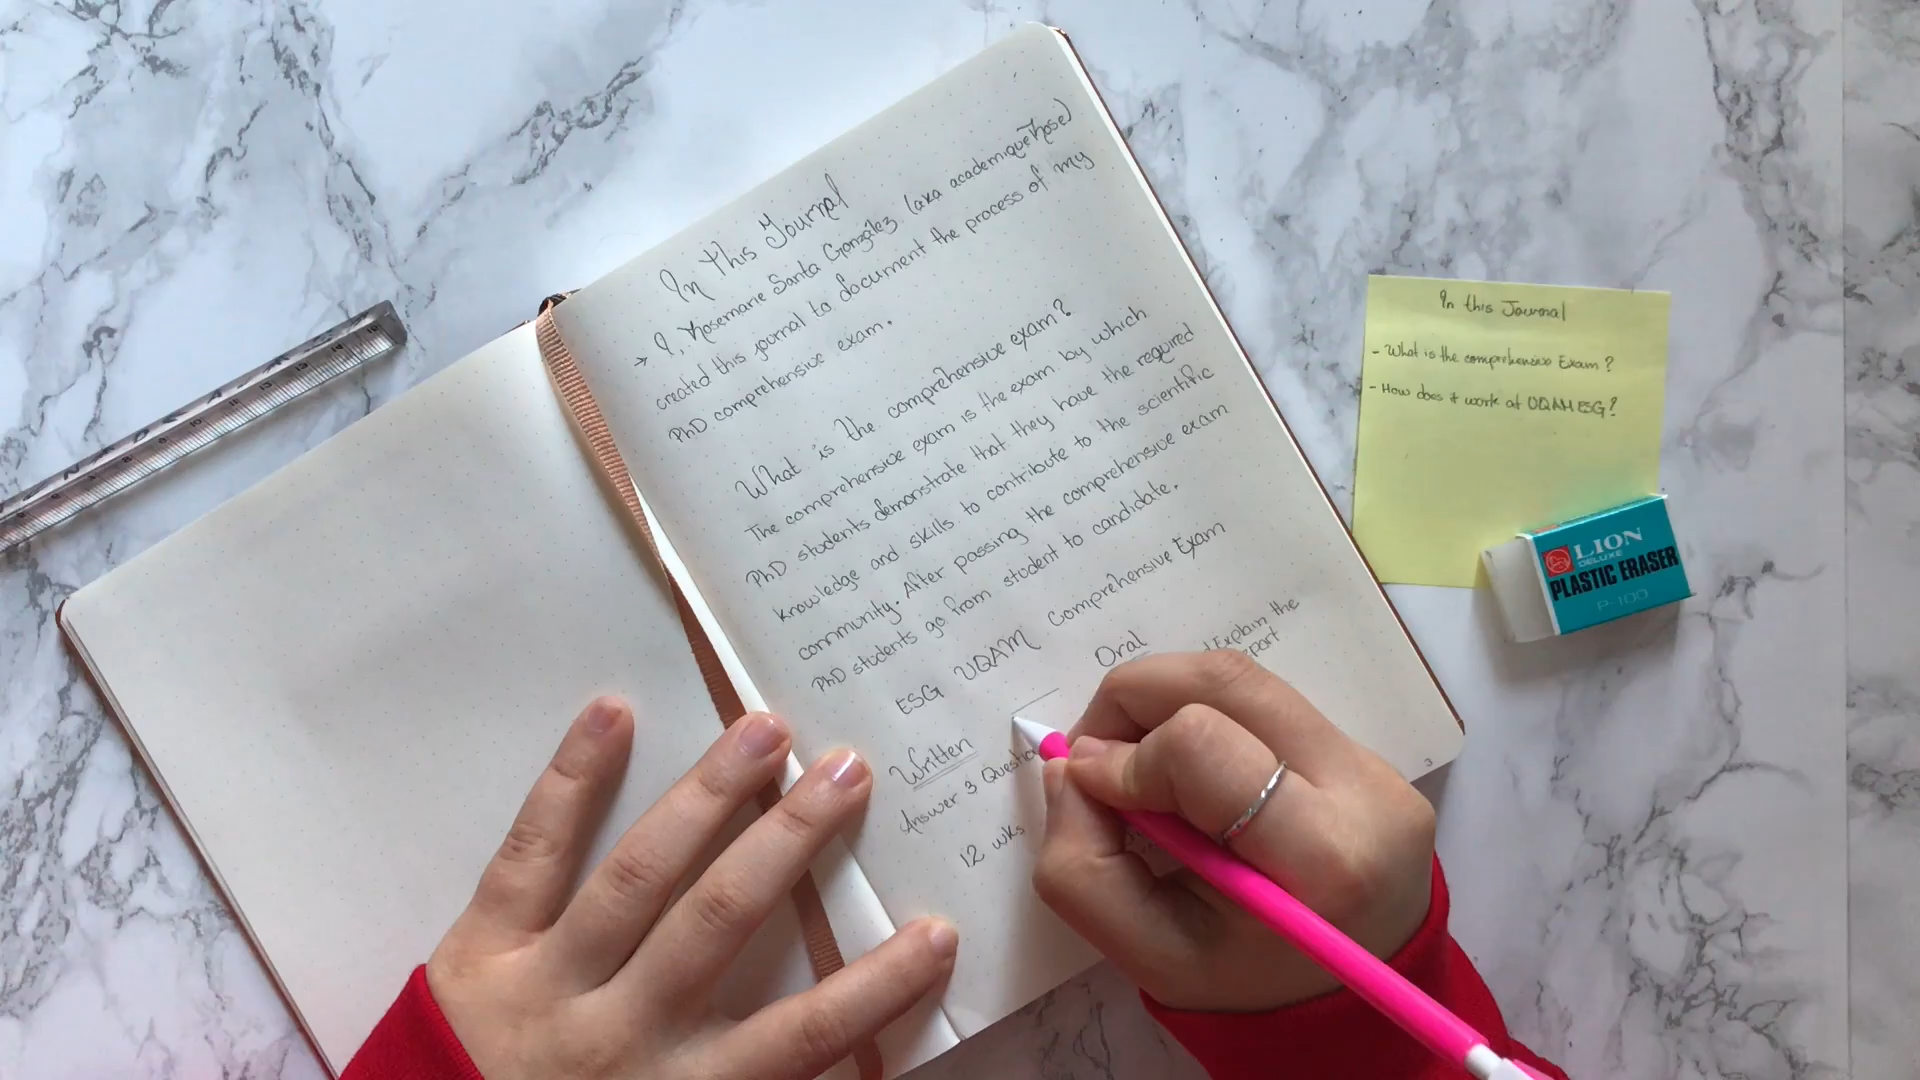 In this Journal
→ I, Rosemarie Santa González (aka academique Rose)
created this journal to document the process of my
PhD comprehensive exam.
What is the comprehensive exam?
The comprehensive exam is the exam by which
PhD students demonstrate that they have the required
knowledge and skills to contribute to the scientific
community. After passing the comprehensive exam
PhD students go from student to candidate.
ESG UQAM Comprehensive Exam
Written
Answer 3
12 wks
Oral
Explain the
3
In this Journal
- What is the comprehensive Exam?
- How does it work at UQAM ESG?
LION
DELUXE
PLASTIC ERASER
P-100